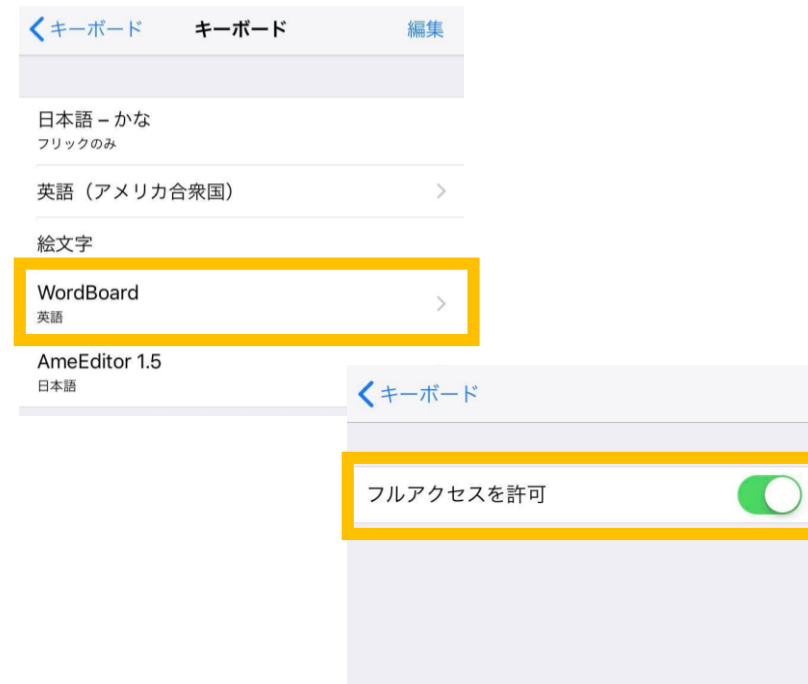 キーボード キーボード 編集
日本語 – かな
フリックのみ
英語（アメリカ合衆国）
絵文字
WordBoard
英語
AmeEditor 1.5
日本語
キーボード
フルアクセスを許可